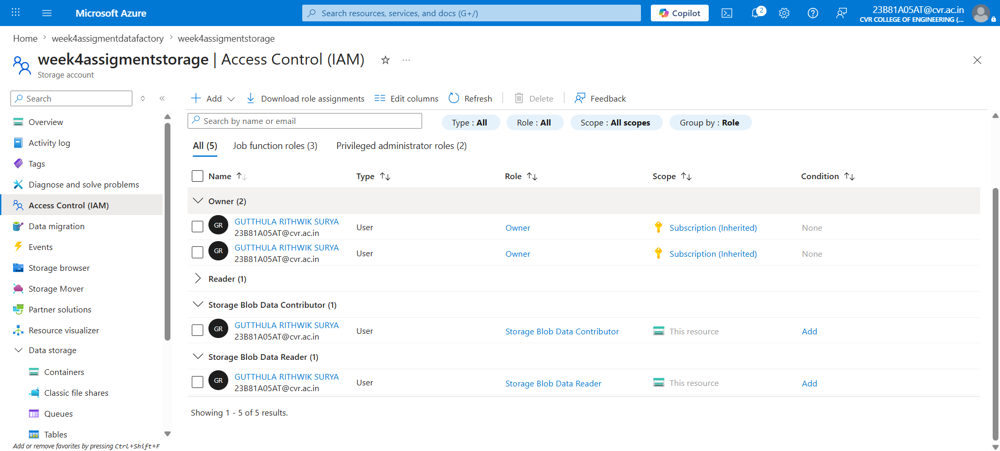 Microsoft Azure
Search resources, services, and docs (G+/)
Copilot
2
23B81A05AT@cvr.ac.in
CVR COLLEGE OF ENGINEERING (...
Home > week4assigmentdatafactory > week4assigmentstorage
week4assigmentstorage | Access Control (IAM)
Storage account
Search
Overview
Activity log
Tags
Diagnose and solve problems
Access Control (IAM)
Data migration
Events
Storage browser
Storage Mover
Partner solutions
Resource visualizer
Data storage
Containers
Classic file shares
Queues
Tables
Add or remove favorites by pressing Ctrl+Shift+F
Add Download role assignments Edit columns Refresh Delete Feedback
Search by name or email
Type : All Role : All Scope : All scopes Group by : Role
All (5) Job function roles (3) Privileged administrator roles (2)
Name Type Role Scope Condition
Owner (2)
GR GUTTHULA RITHWIK SURYA
23B81A05AT@cvr.ac.in User Owner Subscription (Inherited) None
GR GUTTHULA RITHWIK SURYA
23B81A05AT@cvr.ac.in User Owner Subscription (Inherited) None
Reader (1)
Storage Blob Data Contributor (1)
GR GUTTHULA RITHWIK SURYA
23B81A05AT@cvr.ac.in User Storage Blob Data Contributor This resource Add
Storage Blob Data Reader (1)
GR GUTTHULA RITHWIK SURYA
23B81A05AT@cvr.ac.in User Storage Blob Data Reader This resource Add
Showing 1 - 5 of 5 results.